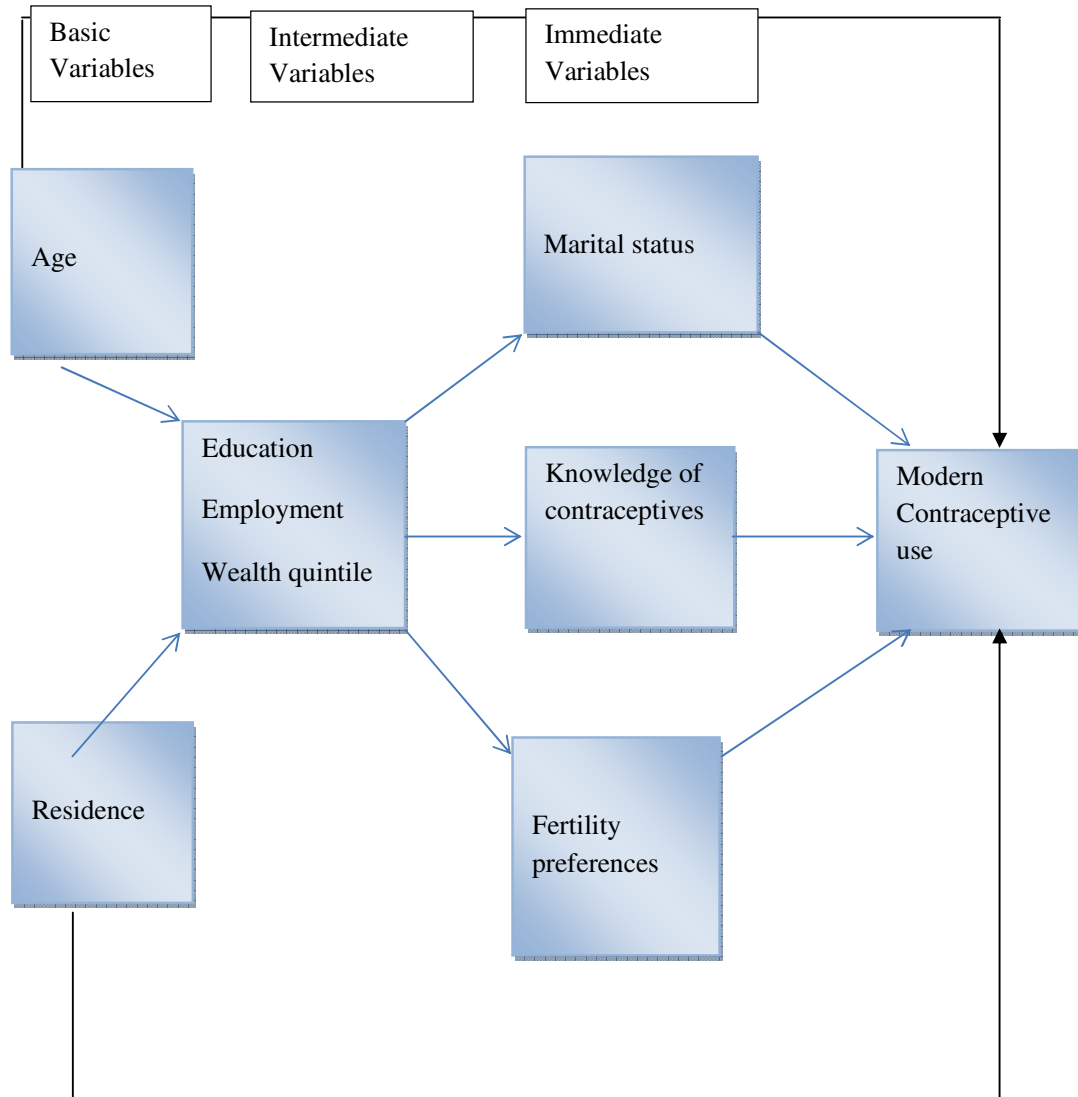 Basic
Variables
Intermediate
Variables
Immediate
Variables
Age
Marital status
Education
Employment
Wealth quintile
Knowledge of
contraceptives
Modern
Contraceptive
use
Residence
Fertility
preferences